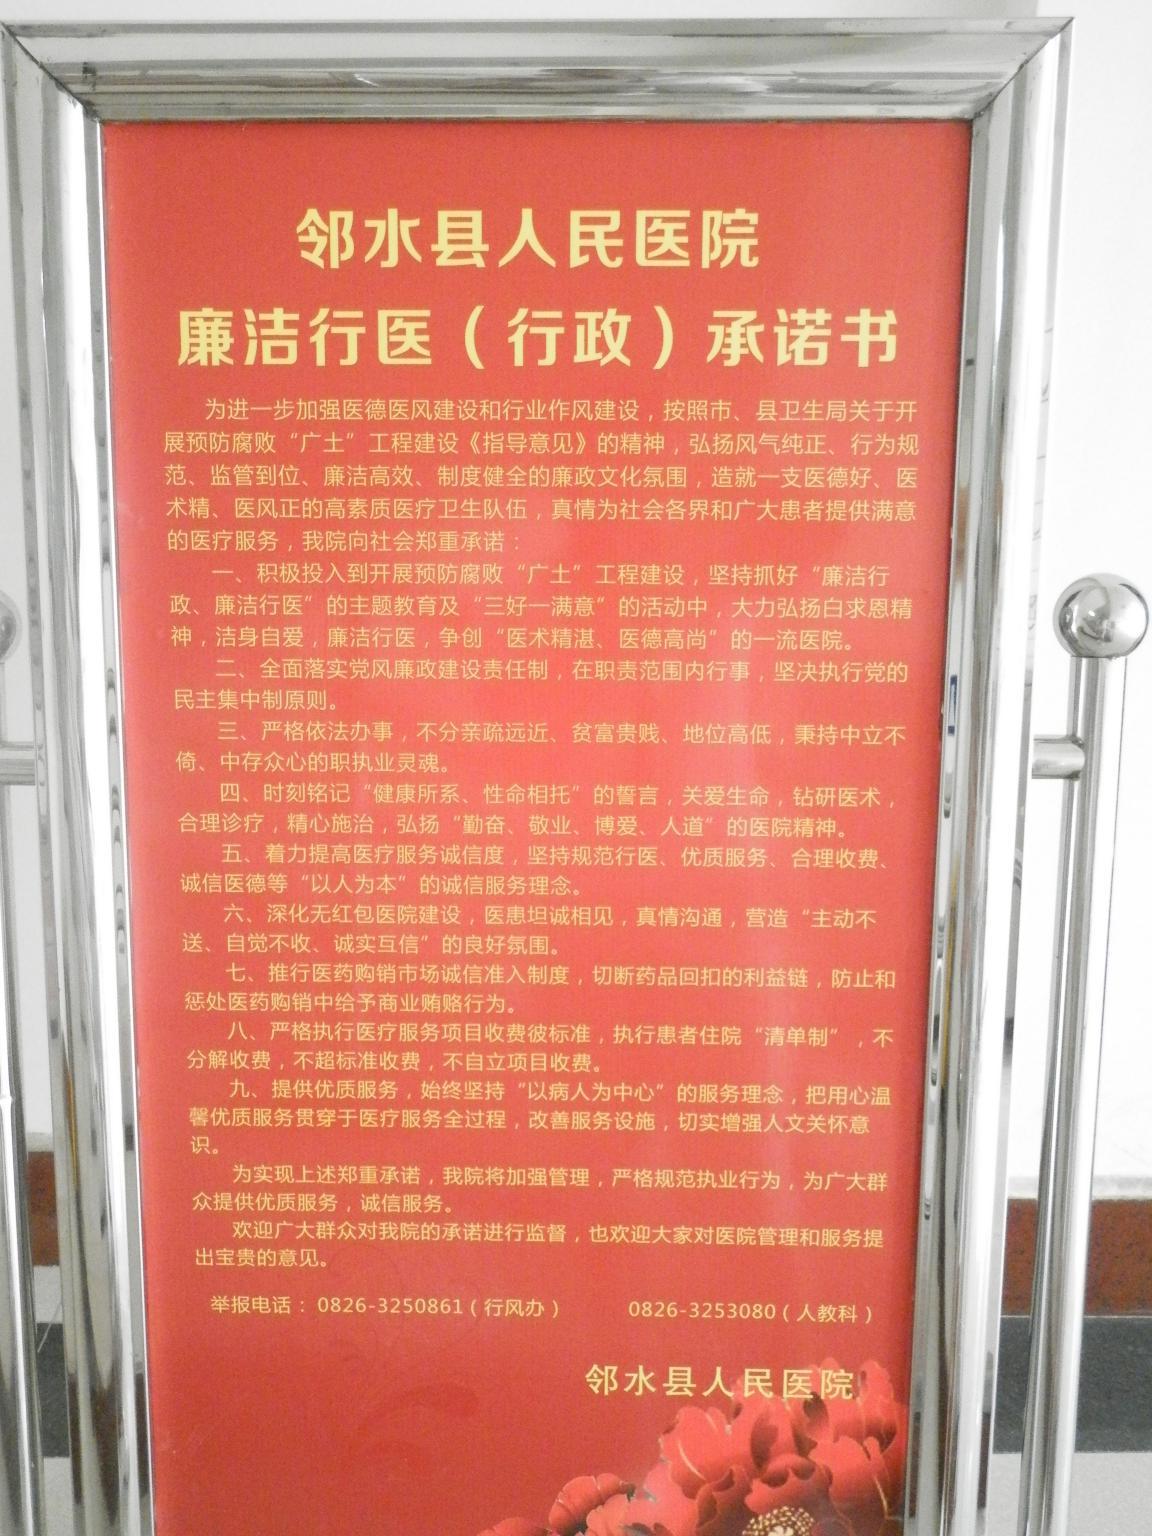 邻水县人民医院
廉洁行医（行政）承诺书
为进一步加强医德医风建设和行业作风建设，按照市、县卫生局关于开
展预防腐败“广土”工程建设《指导意见》的精神，弘扬风气纯正、行为规
范、监管到位、廉洁高效、制度健全的廉政文化氛围，造就一支医德好、医
术精、医风正的高素质医疗卫生队伍，真情为社会各界和广大患者提供满意
的医疗服务，我院向社会郑重承诺：
一、积极投入到开展预防腐败“广土”工程建设，坚持抓好“廉洁行
政、廉洁行医”的主题教育及“三好一满意”的活动中，大力弘扬白求恩精
神，洁身自爱，廉洁行医，争创“医术精湛、医德高尚”的一流医院。
二、全面落实党风廉政建设责任制，在职责范围内行事，坚决执行党的
民主集中制原则。
三、严格依法办事，不分亲疏远近、贫富贵贱、地位高低，秉持中立不
倚、中存众心的职执业灵魂。
四、时刻铭记“健康所系、性命相托”的誓言，关爱生命，钻研医术，
合理诊疗，精心施治，弘扬“勤奋、敬业、博爱、人道”的医院精神。
五、着力提高医疗服务诚信度，坚持规范行医、优质服务、合理收费、
诚信医德等“以人为本”的诚信服务理念。
六、深化无红包医院建设，医患坦诚相见，真情沟通，营造“主动不
送、自觉不收、诚实互信”的良好氛围。
七、推行医药购销市场诚信准入制度，切断药品回扣的利益链，防止和
惩处医药购销中给予商业贿赂行为。
八、严格执行医疗服务项目收费彼标准，执行患者住院“清单制”，不
分解收费，不超标准收费，不自立项目收费。
九、提供优质服务，始终坚持“以病人为中心”的服务理念，把用心温
馨优质服务贯穿于医疗服务全过程，改善服务设施，切实增强人文关怀意
识。
为实现上述郑重承诺，我院将加强管理，严格规范执业行为，为广大群
众提供优质服务，诚信服务。
欢迎广大群众对我院的承诺进行监督，也欢迎大家对医院管理和服务提
出宝贵的意见。
举报电话：0826-3250861（行风办） 0826-3253080（人教科）
邻水县人民医院